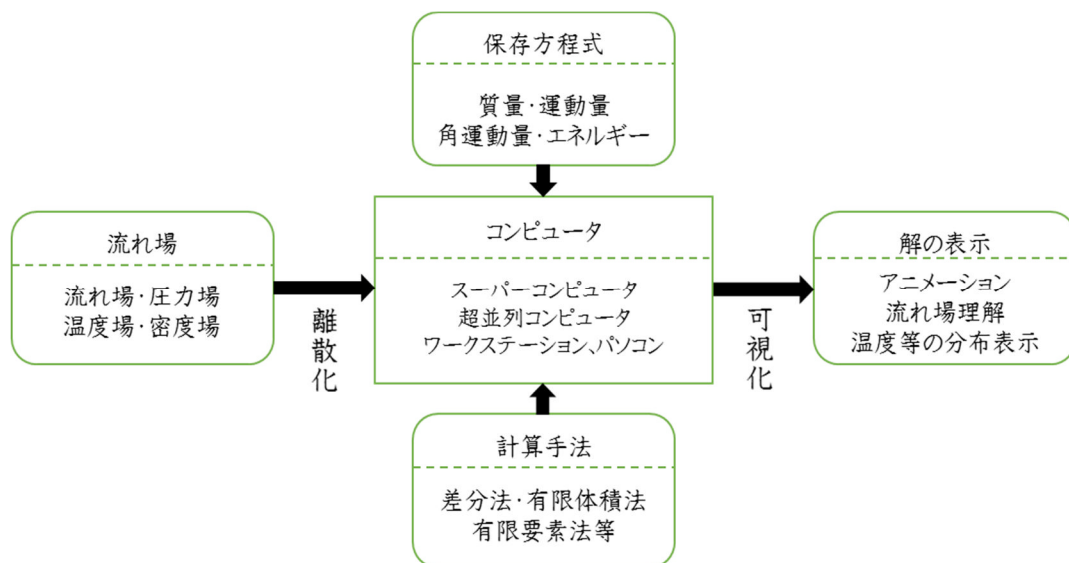 保存方程式
質量・運動量
角運動量・エネルギー
流れ場
流れ場・圧力場
温度場・密度場
離散化
コンピュータ
スーパーコンピュータ
超並列コンピュータ
ワークステーション、パソコン
可視化
解の表示
アニメーション
流れ場理解
温度等の分布表示
計算手法
差分法・有限体積法
有限要素法等